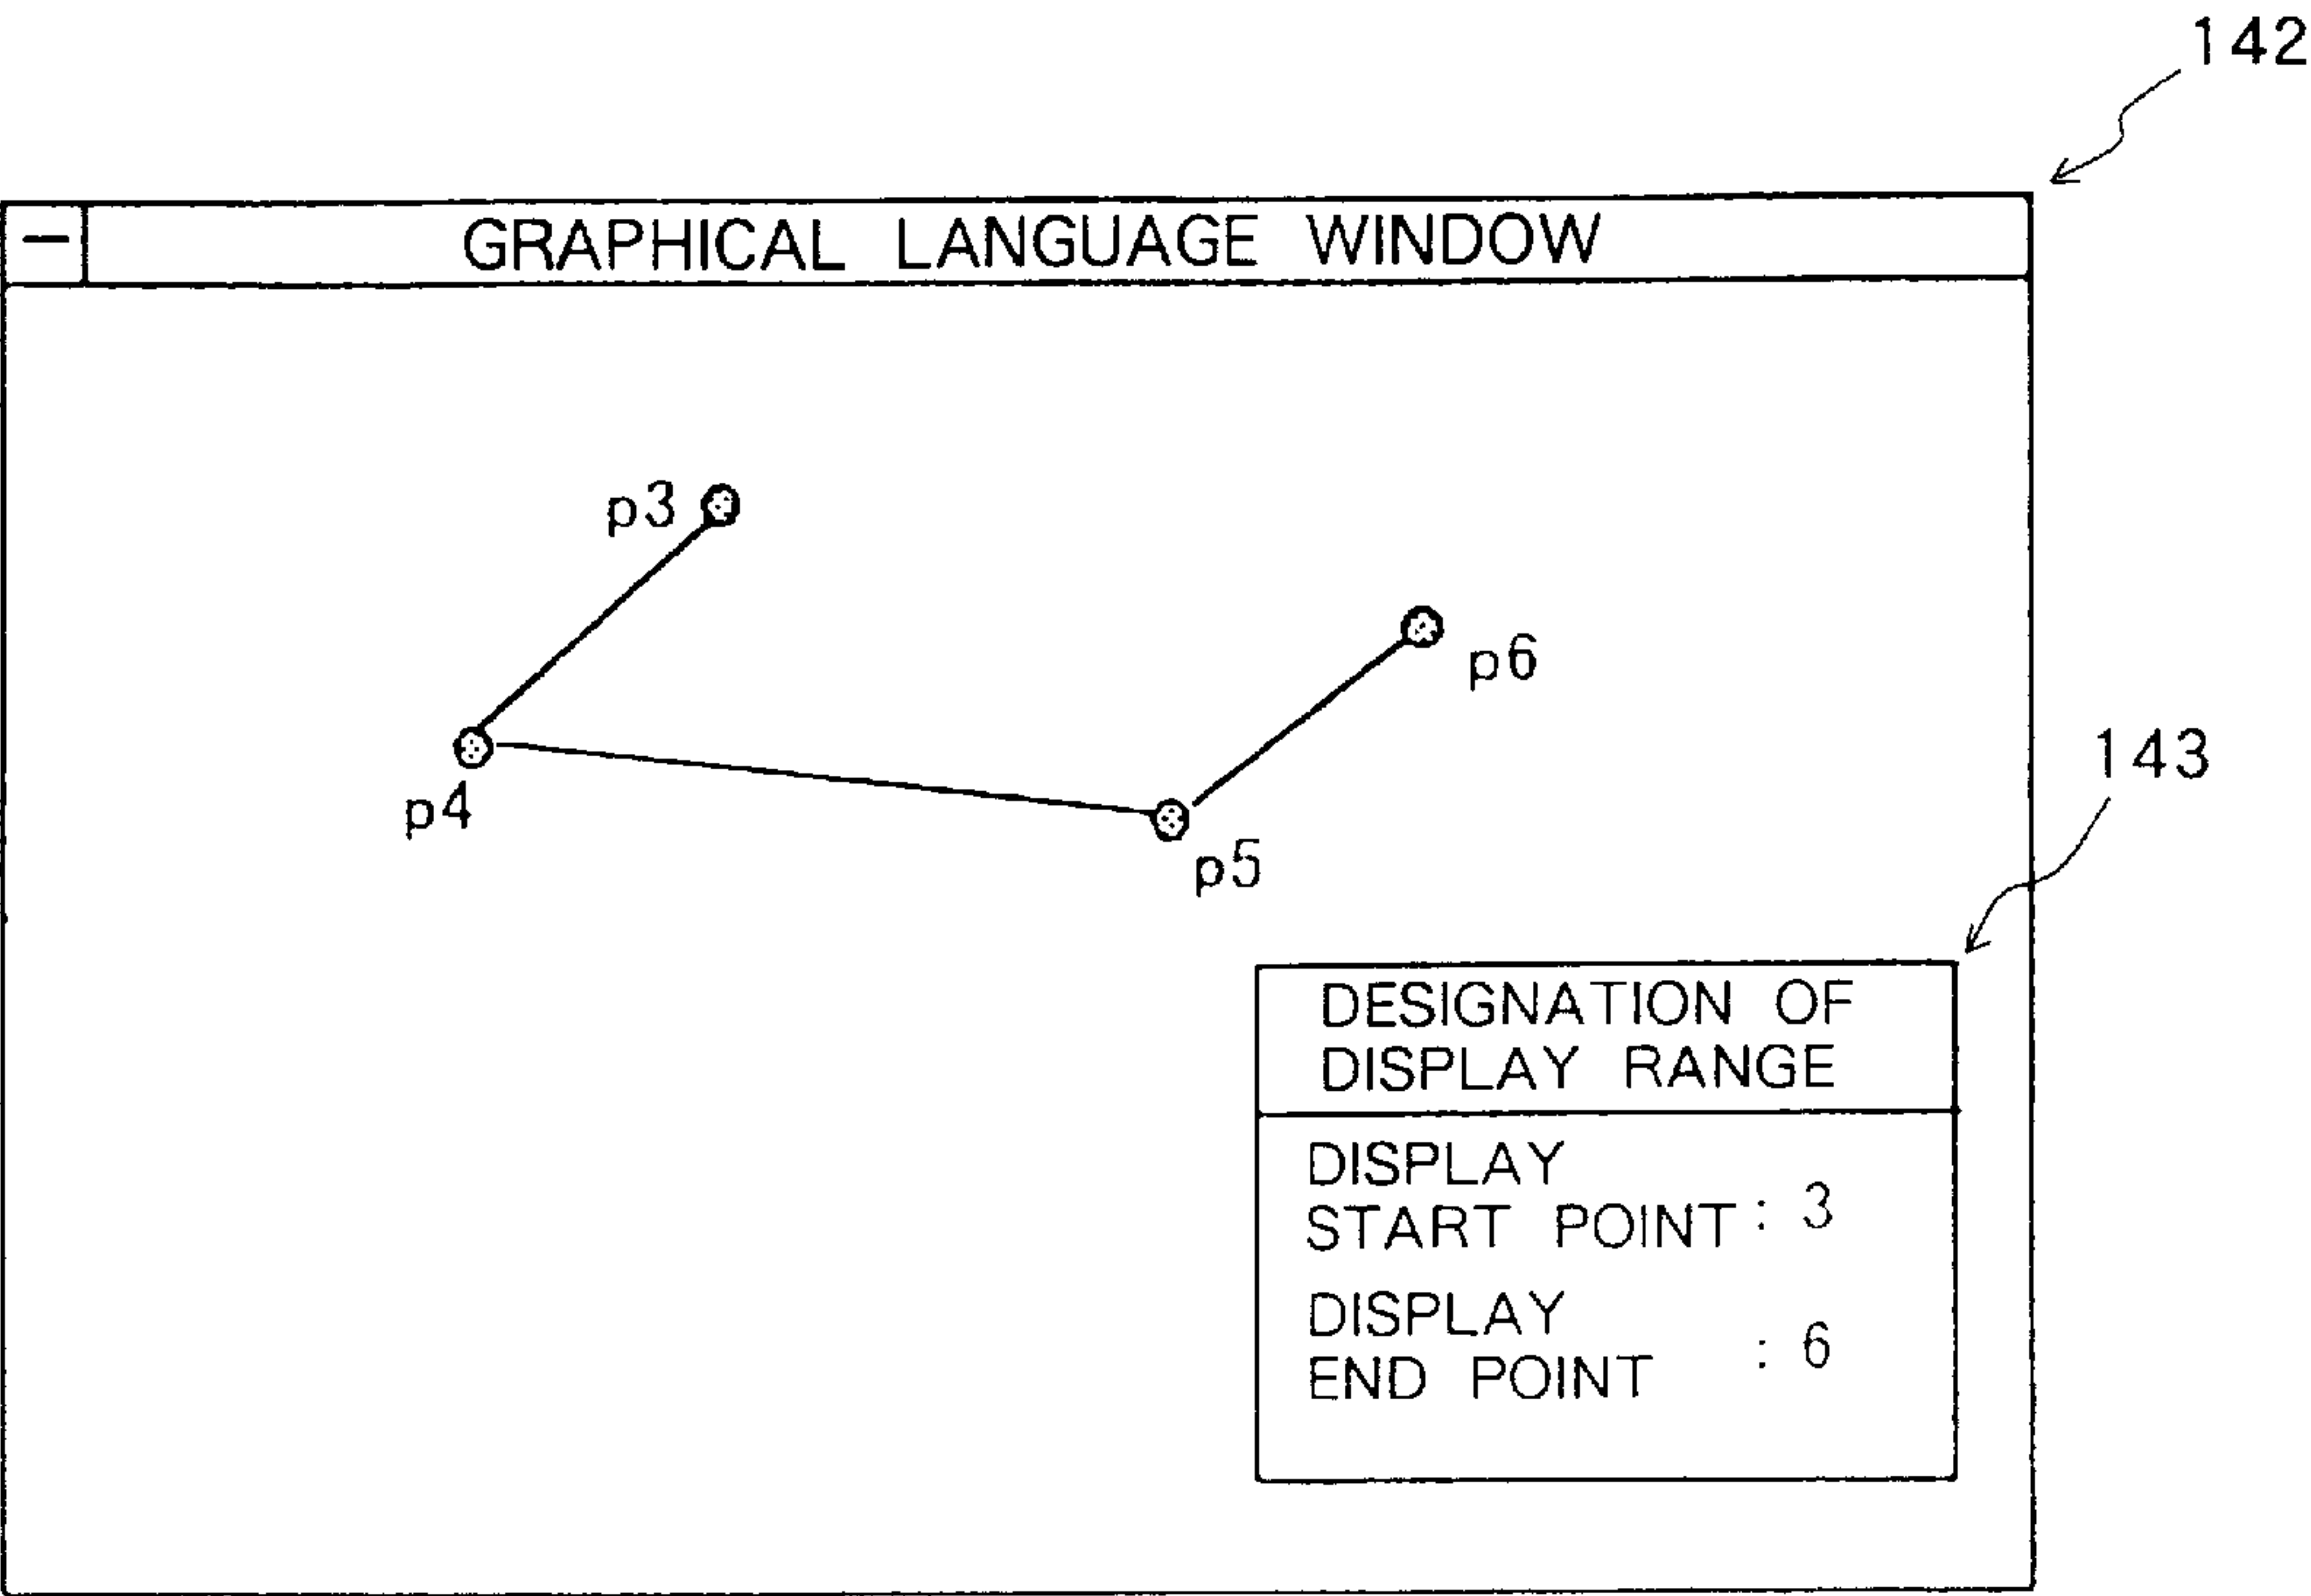 142
GRAPHICAL LANGUAGE WINDOW
p3
p6
p4
p5
143
DESIGNATION OF
DISPLAY RANGE
DISPLAY
START POINT : 3
DISPLAY
END POINT : 6